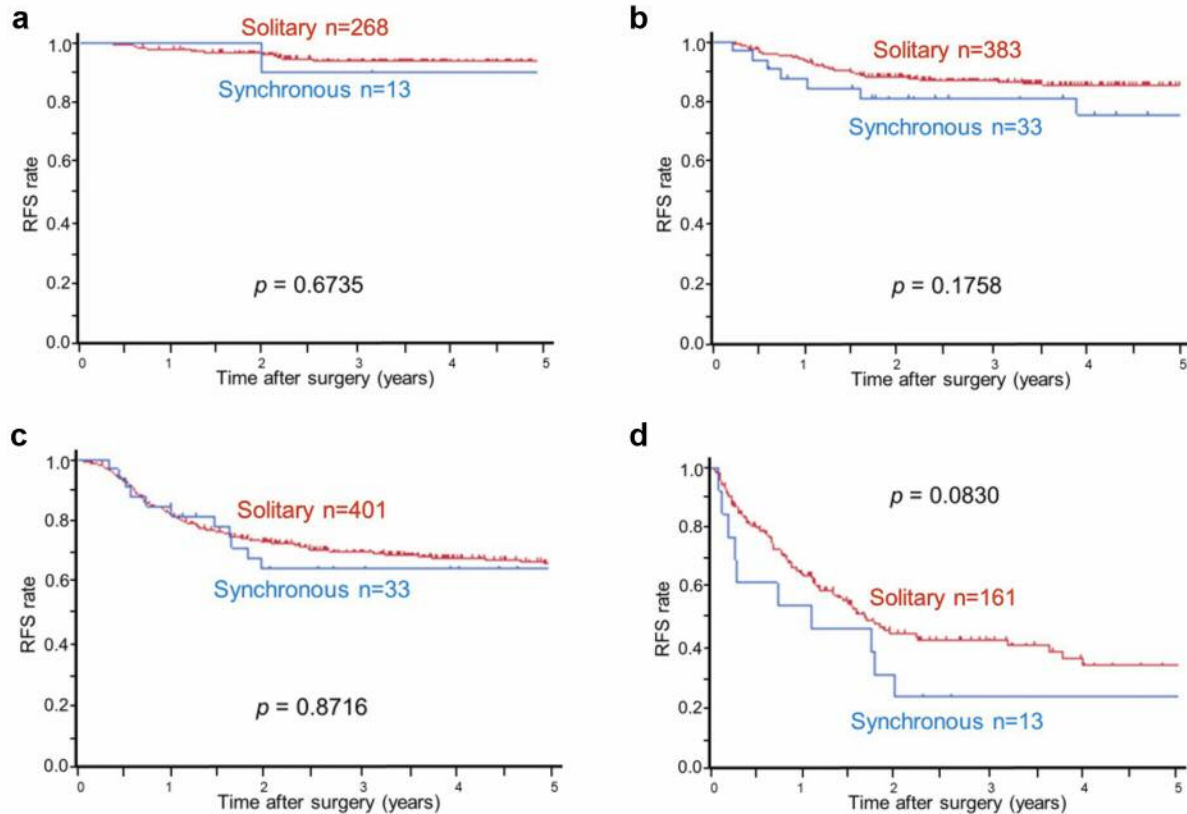 a
Solitary n=268
1.0
Synchronous n=13
0.8
RFS rate
0.6
0.4
0.2
p = 0.6735
0.0
0 1 2 3 4 5
Time after surgery (years)
b
1.0
Solitary n=383
0.8
Synchronous n=33
RFS rate
0.6
0.4
0.2
p = 0.1758
0.0
0 1 2 3 4 5
Time after surgery (years)
c
1.0
Solitary n=401
0.8
RFS rate
0.6
Synchronous n=33
0.4
0.2
p = 0.8716
0.0
0 1 2 3 4 5
Time after surgery (years)
d
1.0
p = 0.0830
0.8
RFS rate
0.6
Solitary n=161
0.4
0.2
Synchronous n=13
0.0
0 1 2 3 4 5
Time after surgery (years)